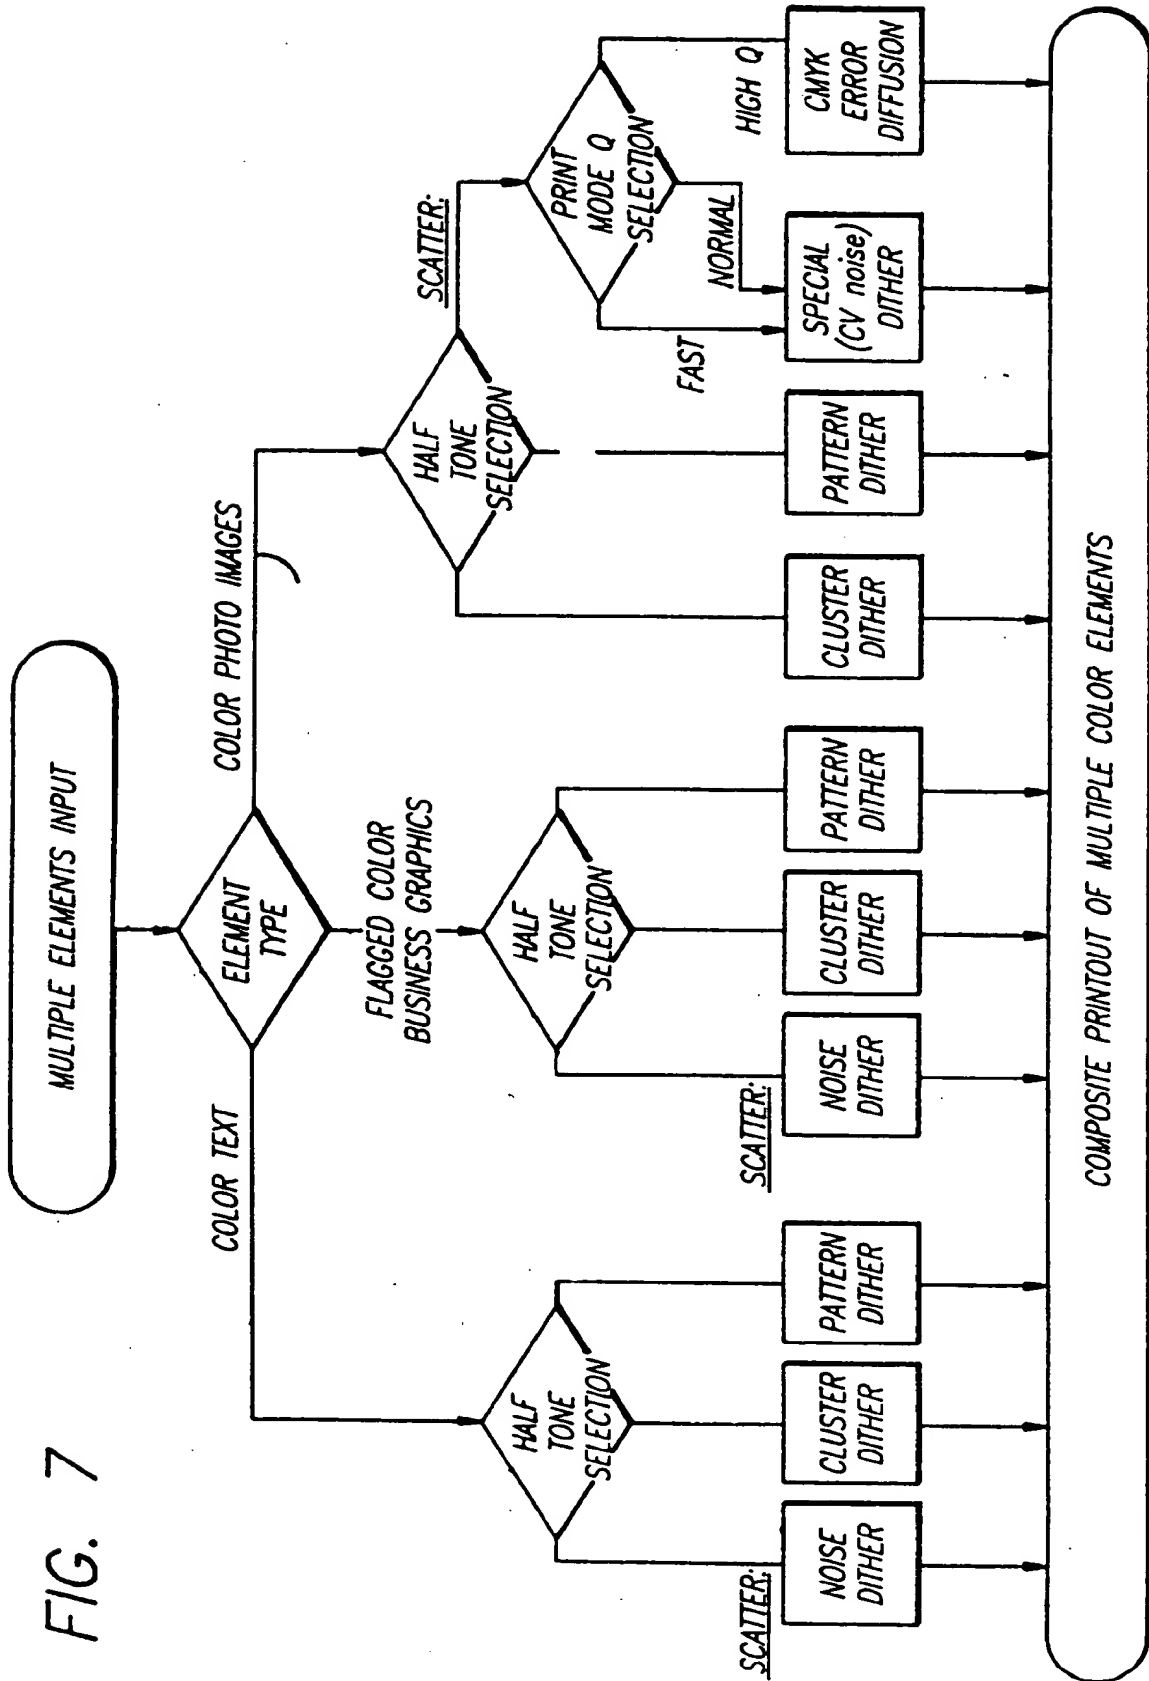 FIG. 7
MULTIPLE ELEMENTS INPUT
ELEMENT
TYPE
COLOR TEXT
FLAGGED COLOR
BUSINESS GRAPHICS
COLOR PHOTO IMAGES
HALF
TONE
SELECTION
HALF
TONE
SELECTION
HALF
TONE
SELECTION
SCATTER:
PRINT
MODE Q
SELECTION
FAST
NORMAL
HIGH Q
SCATTER:
NOISE
DITHER
CLUSTER
DITHER
PATTERN
DITHER
SCATTER:
NOISE
DITHER
CLUSTER
DITHER
PATTERN
DITHER
CLUSTER
DITHER
PATTERN
DITHER
SPECIAL
(CV noise)
DITHER
CMYK
ERROR
DIFFUSION
COMPOSITE PRINTOUT OF MULTIPLE COLOR ELEMENTS